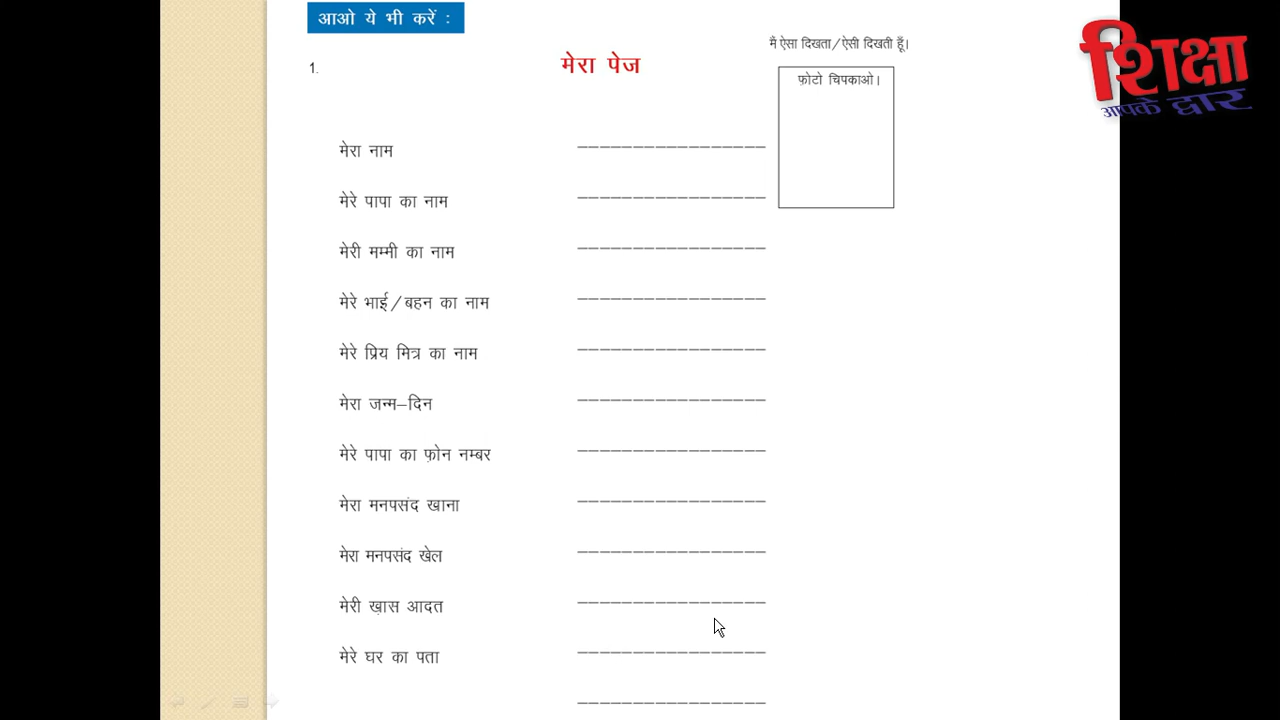 आओ ये भी करें :
मैं ऐसा दिखता/ऐसी दिखती हूँ।
1.
मेरा पेज
फ़ोटो चिपकाओ।
शिक्षा
आपके द्वार
मेरा नाम ─────────────────
मेरे पापा का नाम ─────────────────
मेरी मम्मी का नाम ─────────────────
मेरे भाई/बहन का नाम ─────────────────
मेरे प्रिय मित्र का नाम ─────────────────
मेरा जन्म–दिन ─────────────────
मेरे पापा का फ़ोन नम्बर ─────────────────
मेरा मनपसंद खाना ─────────────────
मेरा मनपसंद खेल ─────────────────
मेरी ख़ास आदत ─────────────────
मेरे घर का पता ─────────────────
─────────────────